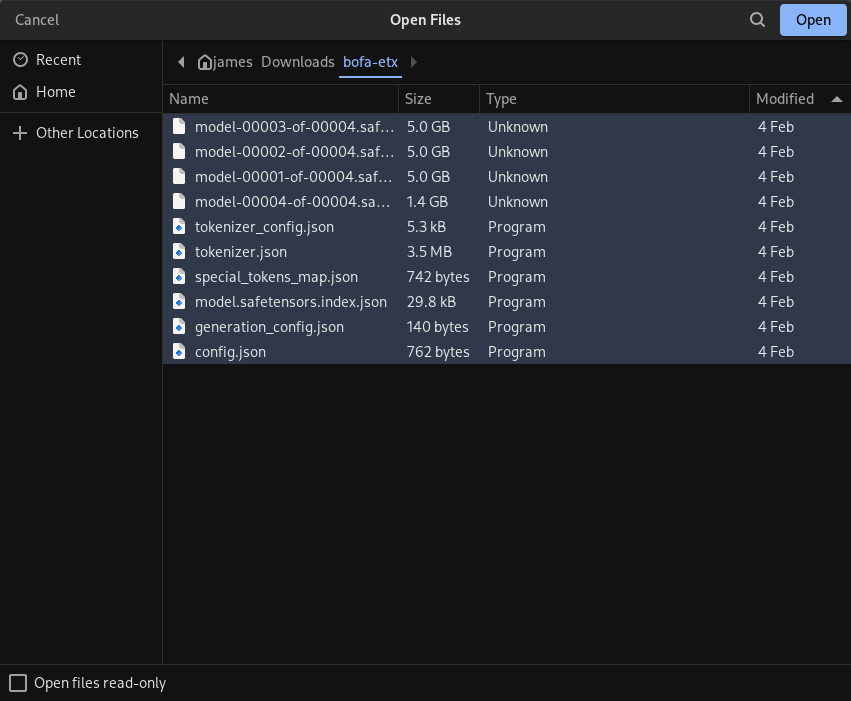 Cancel Open Files Open
Recent
Home
Other Locations
james Downloads bofa-etx
Name Size Type Modified
model-00003-of-00004.saf… 5.0 GB Unknown 4 Feb
model-00002-of-00004.saf… 5.0 GB Unknown 4 Feb
model-00001-of-00004.saf… 5.0 GB Unknown 4 Feb
model-00004-of-00004.sa… 1.4 GB Unknown 4 Feb
tokenizer_config.json 5.3 kB Program 4 Feb
tokenizer.json 3.5 MB Program 4 Feb
special_tokens_map.json 742 bytes Program 4 Feb
model.safetensors.index.json 29.8 kB Program 4 Feb
generation_config.json 140 bytes Program 4 Feb
config.json 762 bytes Program 4 Feb
Open files read-only